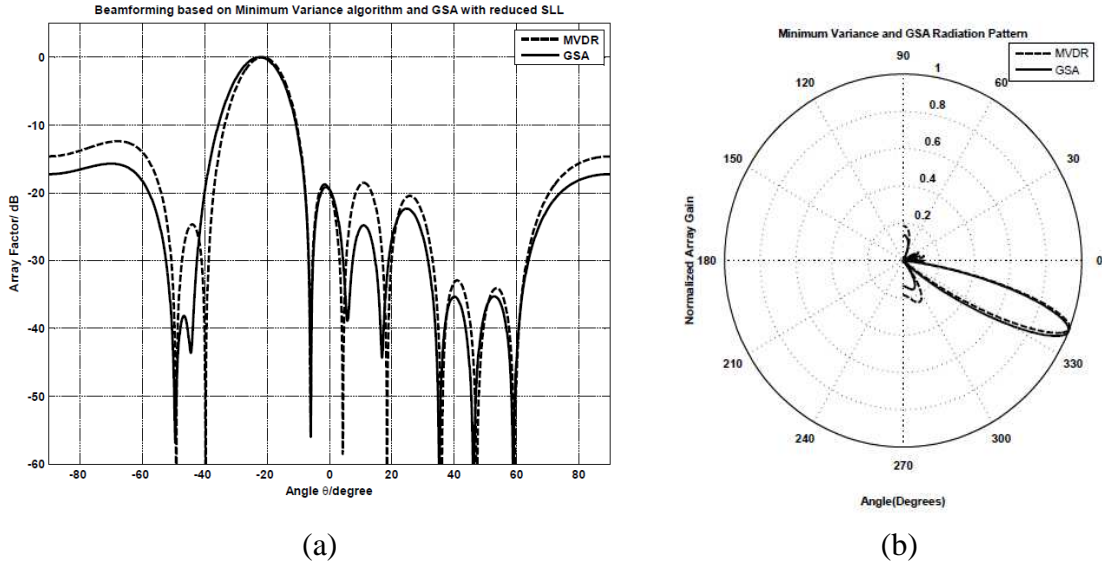 Beamforming based on Minimum Variance algorithm and GSA with reduced SLL
MVDR
GSA
Array Factor/ dB
0
-10
-20
-30
-40
-50
-60
-80 -60 -40 -20 0 20 40 60 80
Angle θ/degree
(a)
Minimum Variance and GSA Radiation Pattern
MVDR
GSA
Normalized Array Gain
90
1
120
60
0.8
0.6
150
30
0.4
0.2
180
0
210
330
240
300
270
Angle(Degrees)
(b)